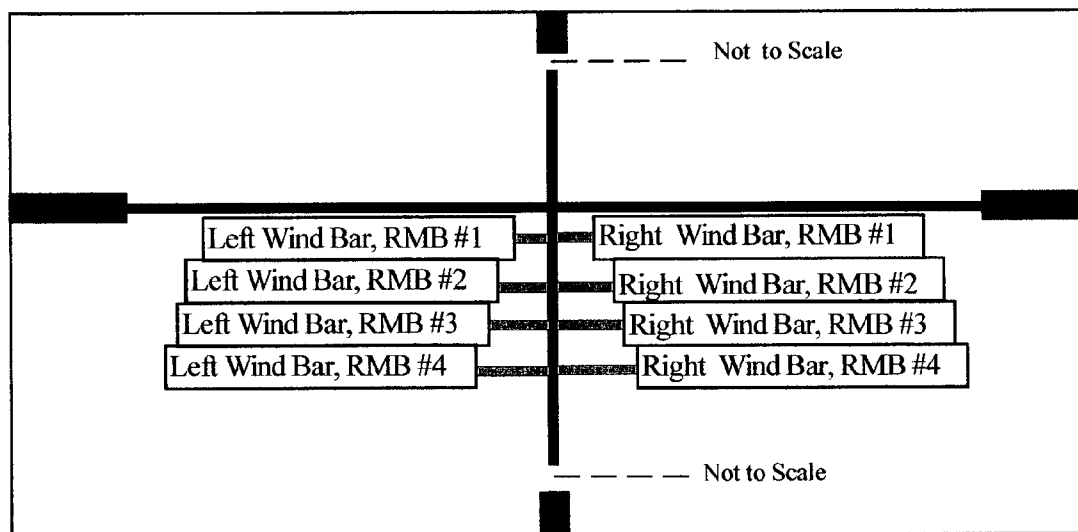 Not to Scale
Left Wind Bar, RMB #1 Right Wind Bar, RMB #1
Left Wind Bar, RMB #2 Right Wind Bar, RMB #2
Left Wind Bar, RMB #3 Right Wind Bar, RMB #3
Left Wind Bar, RMB #4 Right Wind Bar, RMB #4
Not to Scale